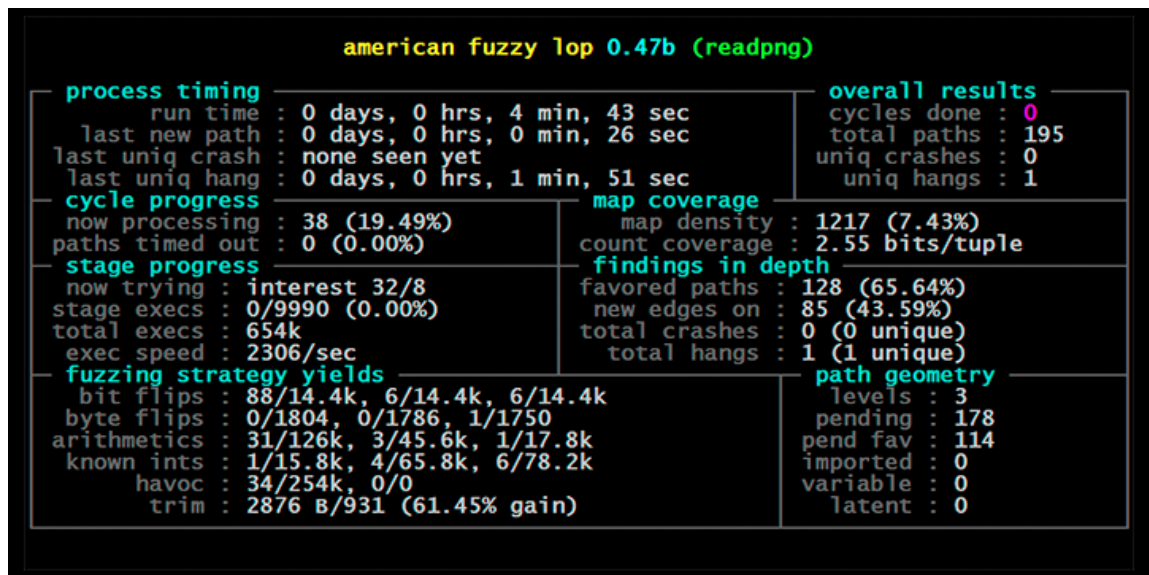 american fuzzy lop 0.47b (readpng)
process timing overall results
run time : 0 days, 0 hrs, 4 min, 43 sec cycles done : 0
last new path : 0 days, 0 hrs, 0 min, 26 sec total paths : 195
last uniq crash : none seen yet uniq crashes : 0
last uniq hang : 0 days, 0 hrs, 1 min, 51 sec uniq hangs : 1
cycle progress map coverage
now processing : 38 (19.49%) map density : 1217 (7.43%)
paths timed out : 0 (0.00%) count coverage : 2.55 bits/tuple
stage progress findings in depth
now trying : interest 32/8 favored paths : 128 (65.64%)
stage execs : 0/9990 (0.00%) new edges on : 85 (43.59%)
total execs : 654k total crashes : 0 (0 unique)
exec speed : 2306/sec total hangs : 1 (1 unique)
fuzzing strategy yields path geometry
bit flips : 88/14.4k, 6/14.4k, 6/14.4k levels : 3
byte flips : 0/1804, 0/1786, 1/1750 pending : 178
arithmetics : 31/126k, 3/45.6k, 1/17.8k pend fav : 114
known ints : 1/15.8k, 4/65.8k, 6/78.2k imported : 0
havoc : 34/254k, 0/0 variable : 0
trim : 2876 B/931 (61.45% gain) latent : 0